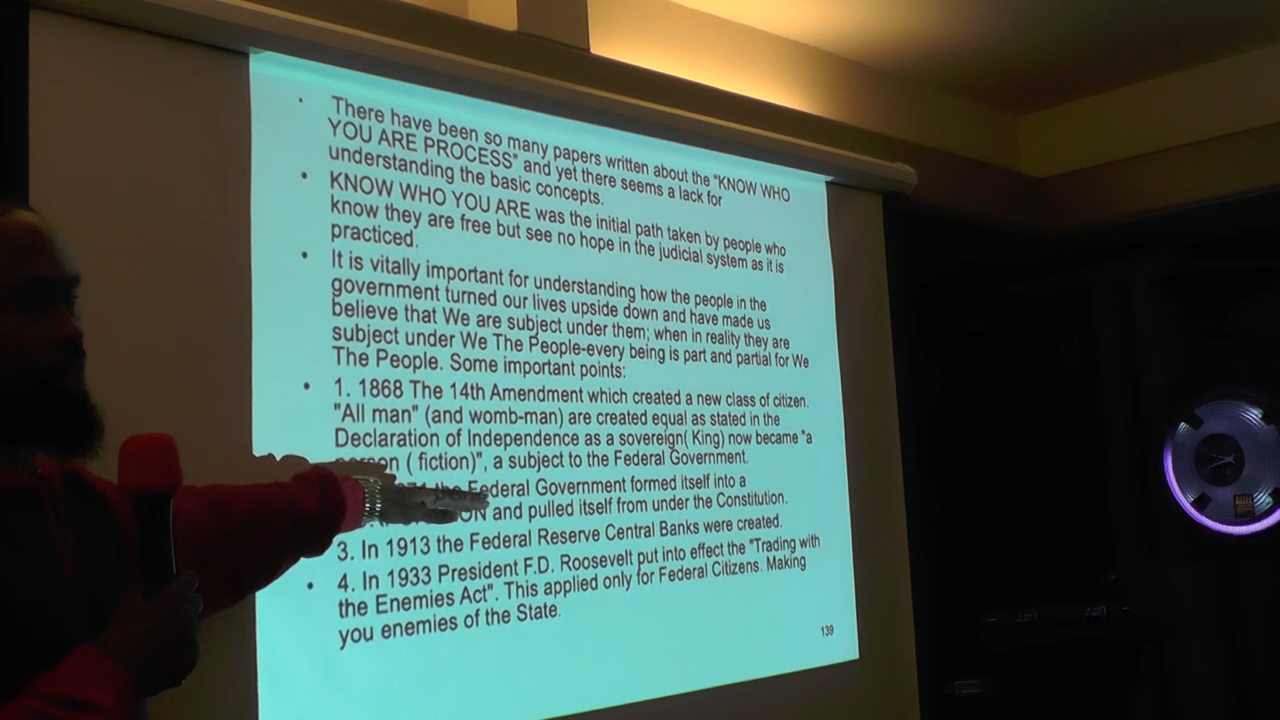 • There have been so many papers written about the "KNOW WHO
YOU ARE PROCESS" and yet there seems a lack for
understanding the basic concepts.
• KNOW WHO YOU ARE was the initial path taken by people who
know they are free but see no hope in the judicial system as it is
practiced.
• It is vitally important for understanding how the people in the
government turned our lives upside down and have made us
believe that We are subject under them; when in reality they are
subject under We The People-every being is part and partial for We
The People. Some important points:
• 1. 1868 The 14th Amendment which created a new class of citizen.
"All man" (and womb-man) are created equal as stated in the
Declaration of Independence as a sovereign( King) now became "a
person ( fiction)", a subject to the Federal Government.
the Federal Government formed itself into a
and pulled itself from under the Constitution.
3. In 1913 the Federal Reserve Central Banks were created.
• 4. In 1933 President F.D. Roosevelt put into effect the "Trading with
the Enemies Act". This applied only for Federal Citizens. Making
you enemies of the State.
139